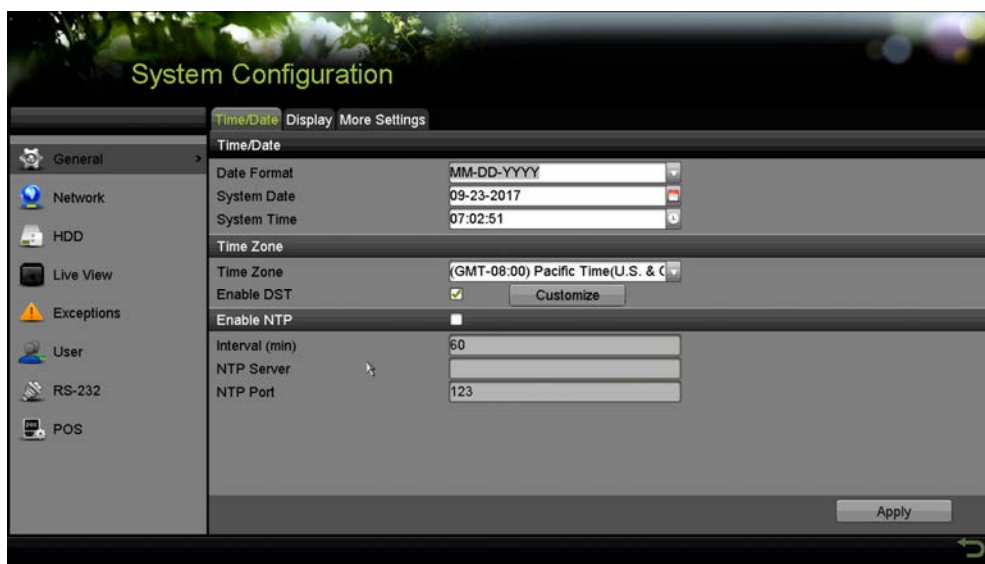 System Configuration
Time/Date Display More Settings
General
Network
HDD
Live View
Exceptions
User
RS-232
POS
Time/Date
Date Format MM-DD-YYYY
System Date 09-23-2017
System Time 07:02:51
Time Zone
Time Zone (GMT-08:00) Pacific Time(U.S. & C
Enable DST Customize
Enable NTP
Interval (min) 60
NTP Server
NTP Port 123
Apply